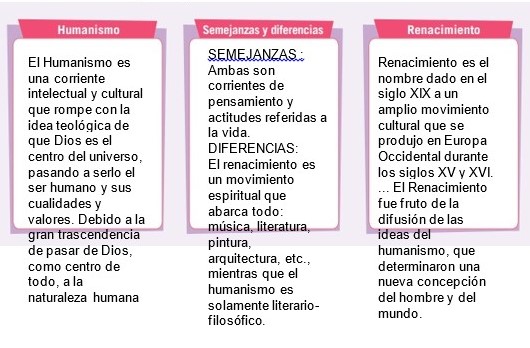 Humanismo
El Humanismo es
una corriente
intelectual y cultural
que rompe con la
idea teológica de
que Dios es el
centro del universo,
pasando a serlo el
ser humano y sus
cualidades y
valores. Debido a la
gran trascendencia
de pasar de Dios,
como centro de
todo, a la
naturaleza humana
Semejanzas y diferencias
SEMEJANZAS :
Ambas son
corrientes de
pensamiento y
actitudes referidas a
la vida.
DIFERENCIAS:
El renacimiento es
un movimiento
espiritual que
abarca todo:
música, literatura,
pintura,
arquitectura, etc.,
mientras que el
humanismo es
solamente literario-
filosófico.
Renacimiento
Renacimiento es el
nombre dado en el
siglo XIX a un
amplio movimiento
cultural que se
produjo en Europa
Occidental durante
los siglos XV y XVI.
... El Renacimiento
fue fruto de la
difusión de las
ideas del
humanismo, que
determinaron una
nueva concepción
del hombre y del
mundo.